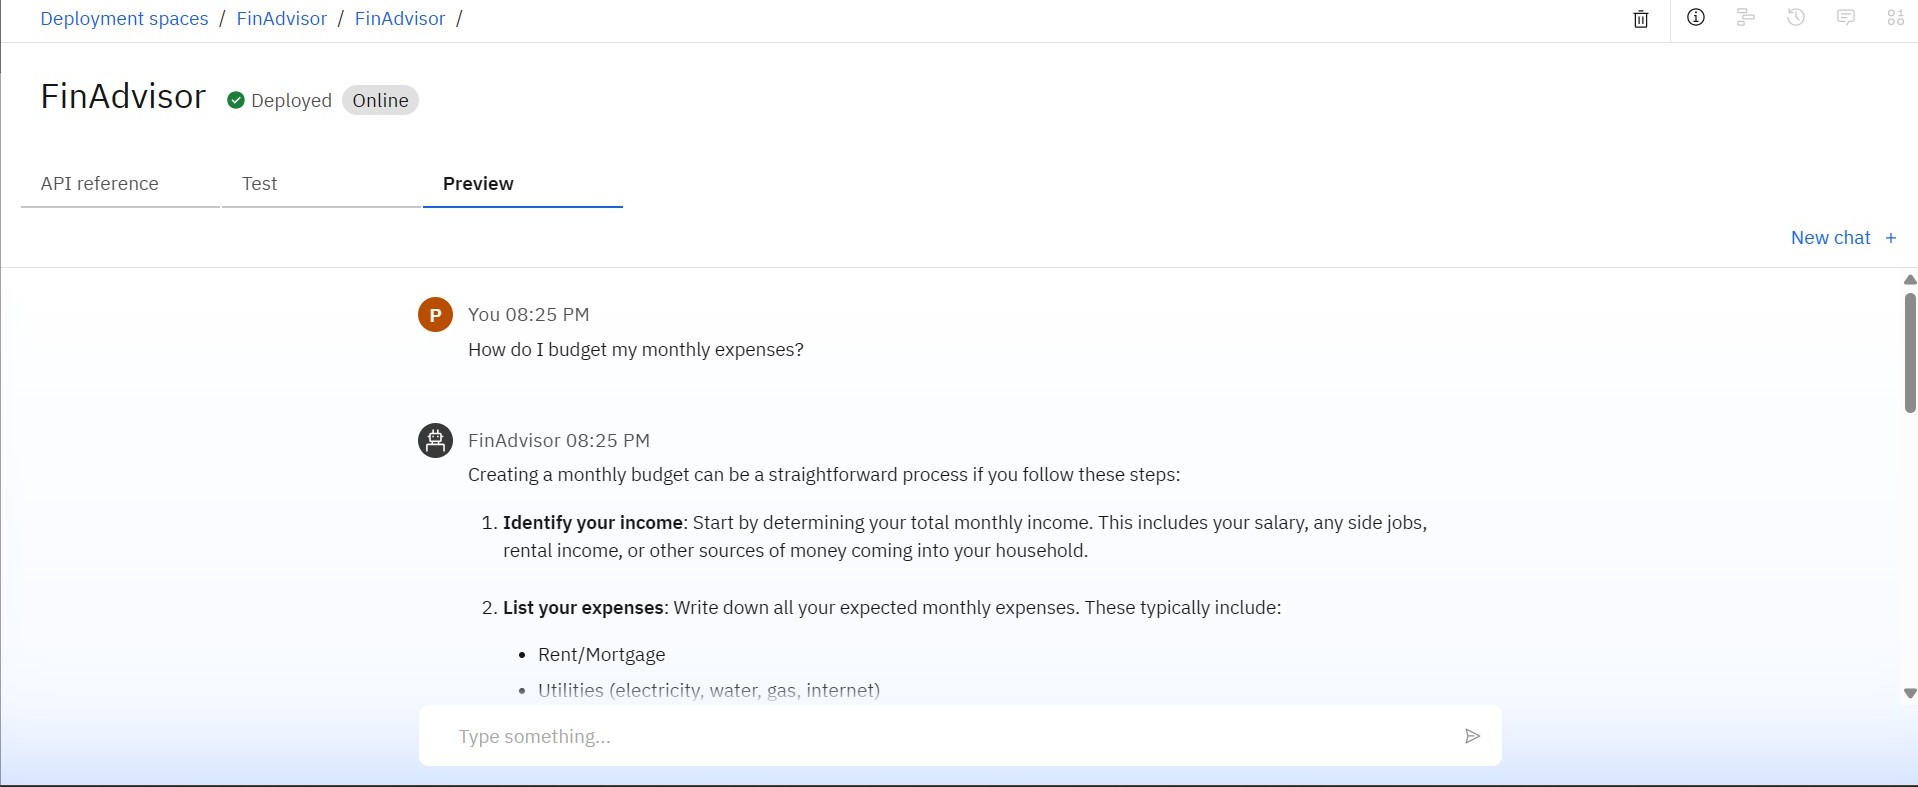 Deployment spaces / FinAdvisor / FinAdvisor /
FinAdvisor Deployed Online
API reference Test Preview
New chat +
P You 08:25 PM
How do I budget my monthly expenses?
FinAdvisor 08:25 PM
Creating a monthly budget can be a straightforward process if you follow these steps:
1. Identify your income: Start by determining your total monthly income. This includes your salary, any side jobs,
rental income, or other sources of money coming into your household.
2. List your expenses: Write down all your expected monthly expenses. These typically include:
• Rent/Mortgage
• Utilities (electricity, water, gas, internet)
Type something...